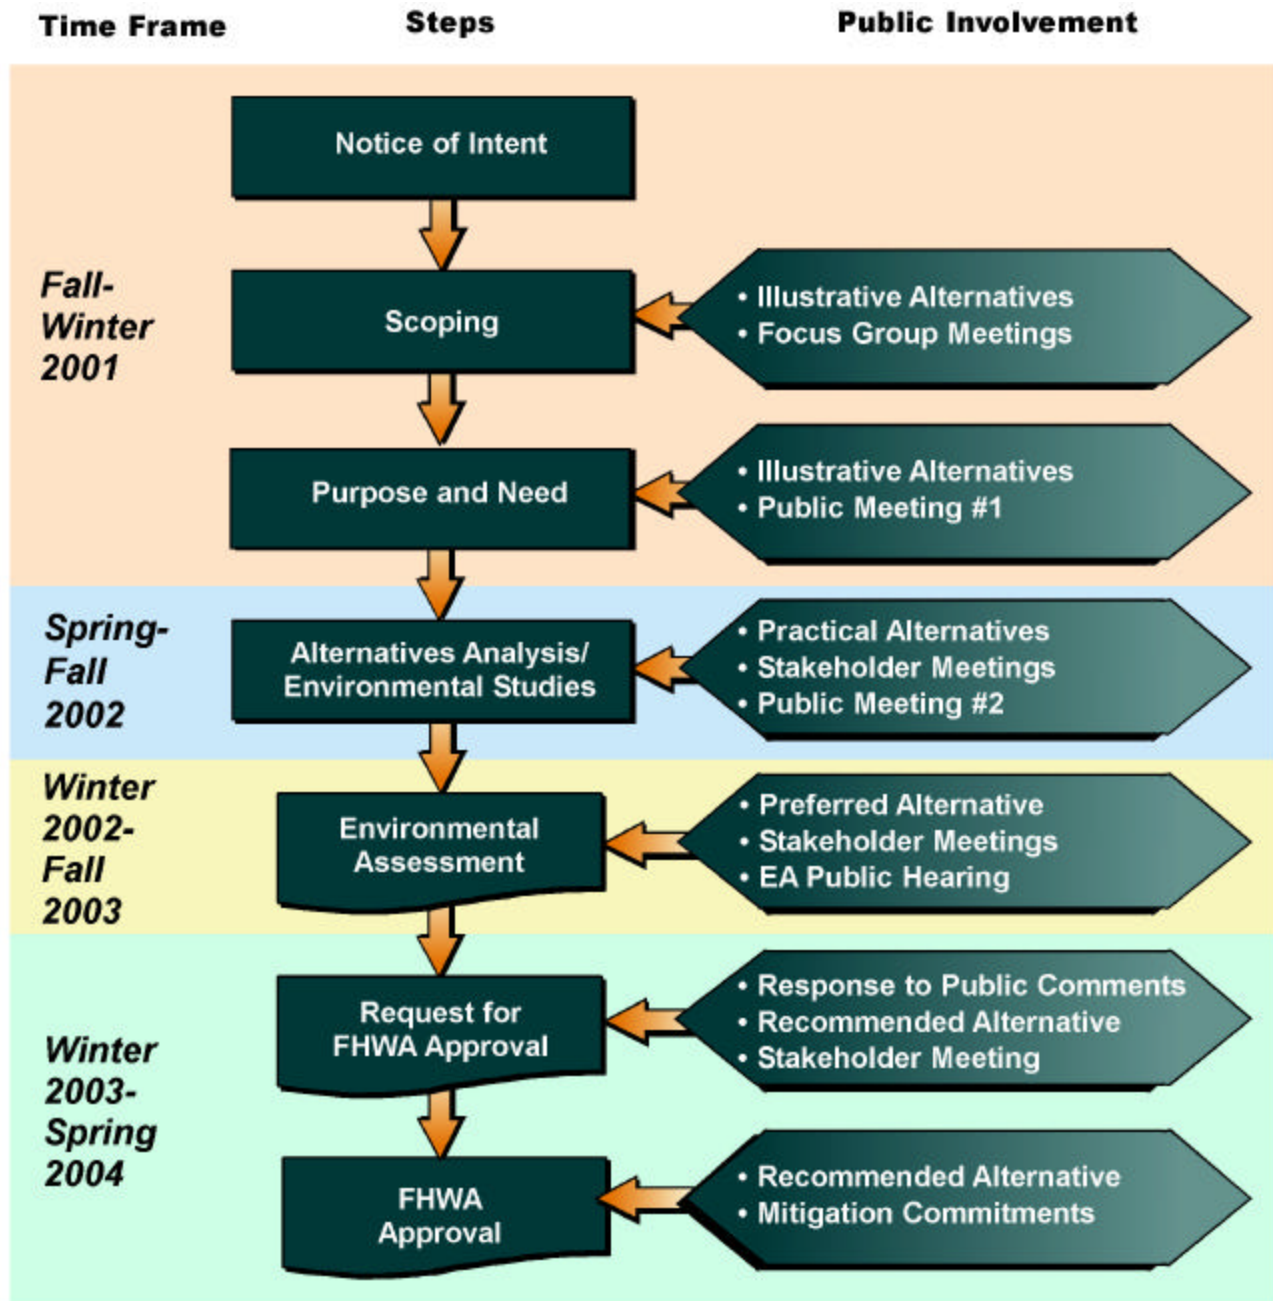 Time Frame
Steps
Public Involvement
Fall-
Winter
2001
Notice of Intent
Scoping
• Illustrative Alternatives
• Focus Group Meetings
Purpose and Need
• Illustrative Alternatives
• Public Meeting #1
Spring-
Fall
2002
Alternatives Analysis/
Environmental Studies
• Practical Alternatives
• Stakeholder Meetings
• Public Meeting #2
Winter
2002-
Fall
2003
Environmental
Assessment
• Preferred Alternative
• Stakeholder Meetings
• EA Public Hearing
Winter
2003-
Spring
2004
Request for
FHWA Approval
• Response to Public Comments
• Recommended Alternative
• Stakeholder Meeting
FHWA
Approval
• Recommended Alternative
• Mitigation Commitments